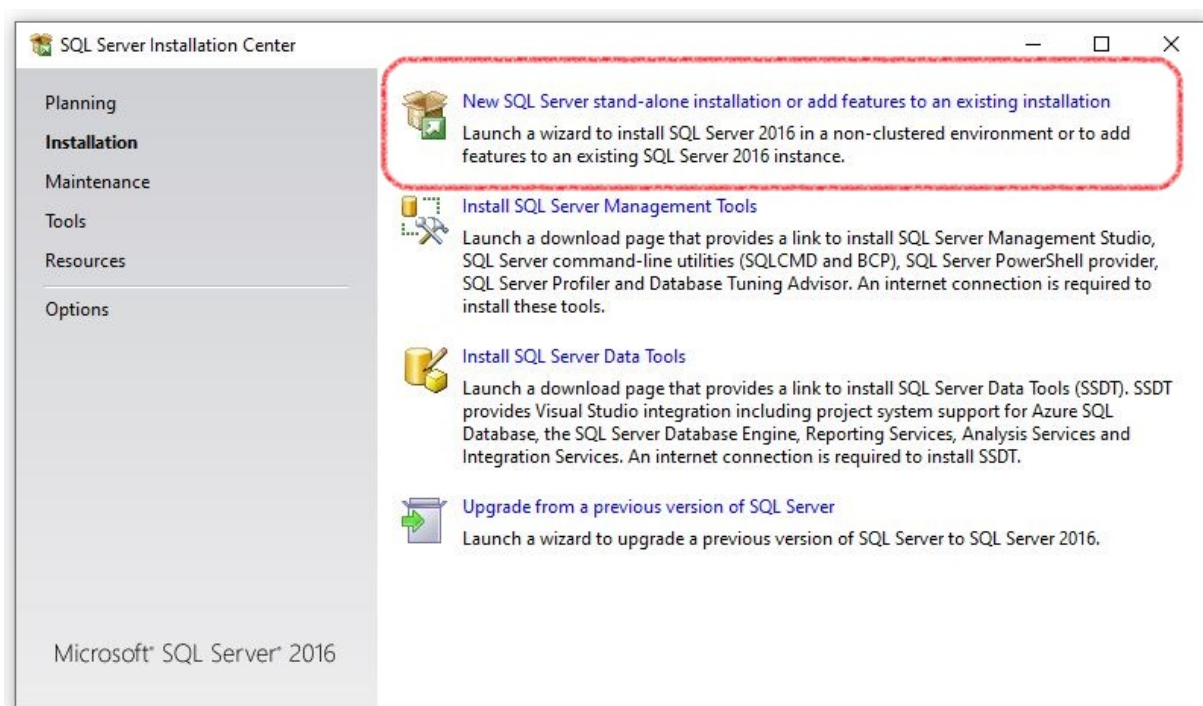 SQL Server Installation Center
Planning
Installation
Maintenance
Tools
Resources
Options
Microsoft® SQL Server® 2016
New SQL Server stand-alone installation or add features to an existing installation
Launch a wizard to install SQL Server 2016 in a non-clustered environment or to add
features to an existing SQL Server 2016 instance.
Install SQL Server Management Tools
Launch a download page that provides a link to install SQL Server Management Studio,
SQL Server command-line utilities (SQLCMD and BCP), SQL Server PowerShell provider,
SQL Server Profiler and Database Tuning Advisor. An internet connection is required to
install these tools.
Install SQL Server Data Tools
Launch a download page that provides a link to install SQL Server Data Tools (SSDT). SSDT
provides Visual Studio integration including project system support for Azure SQL
Database, the SQL Server Database Engine, Reporting Services, Analysis Services and
Integration Services. An internet connection is required to install SSDT.
Upgrade from a previous version of SQL Server
Launch a wizard to upgrade a previous version of SQL Server to SQL Server 2016.